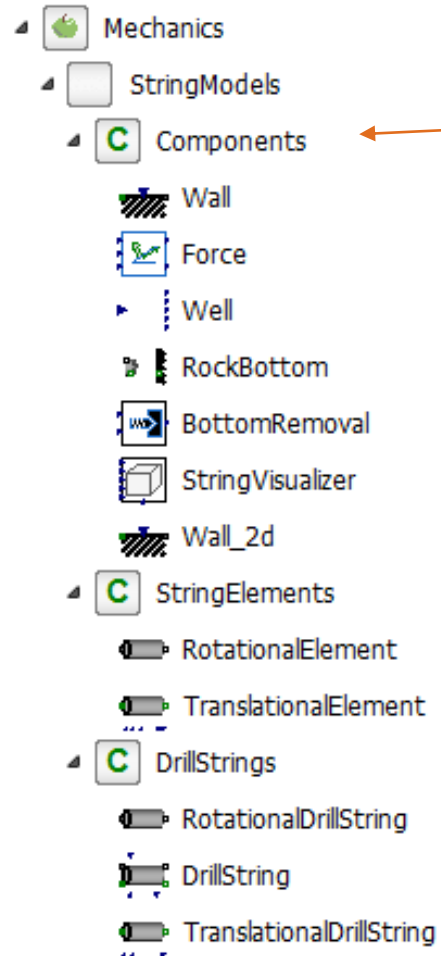 Mechanics
StringModels
C Components
Wall
Force
Well
RockBottom
BottomRemoval
StringVisualizer
Wall_2d
C StringElements
RotationalElement
TranslationalElement
C DrillStrings
RotationalDrillString
DrillString
TranslationalDrillString